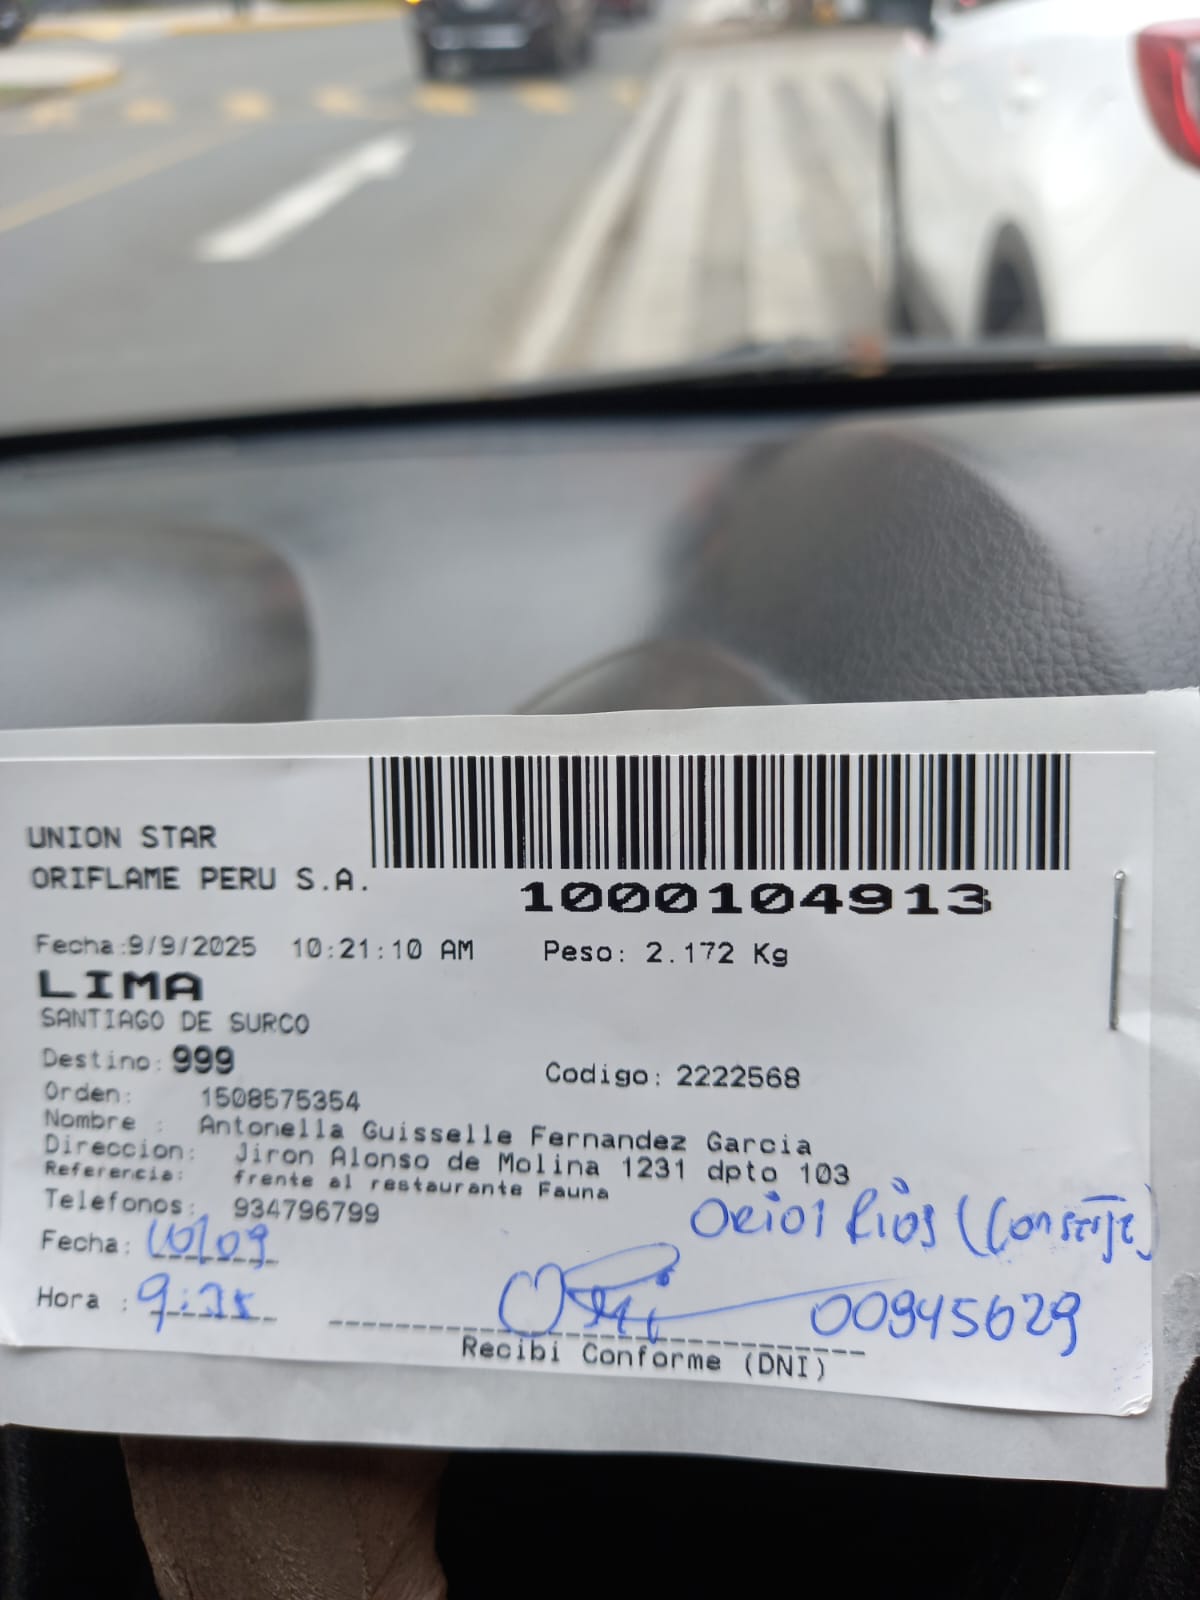 UNION STAR
ORIFLAME PERU S.A.
1000104913
Fecha:9/9/2025 10:21:10 AM Peso: 2.172 Kg
LIMA
SANTIAGO DE SURCO
Destino: 999
Codigo: 2222568
Orden: 1508575354
Nombre : Antonella Guisselle Fernandez Garcia
Direccion: Jiron Alonso de Molina 1231 dpto 103
Referencia: frente al restaurante Fauna
Telefonos: 934796799
Oriol Rios (Conserje)
Fecha: 10/09
Hora : 9:35
00945629
Recibi Conforme (DNI)